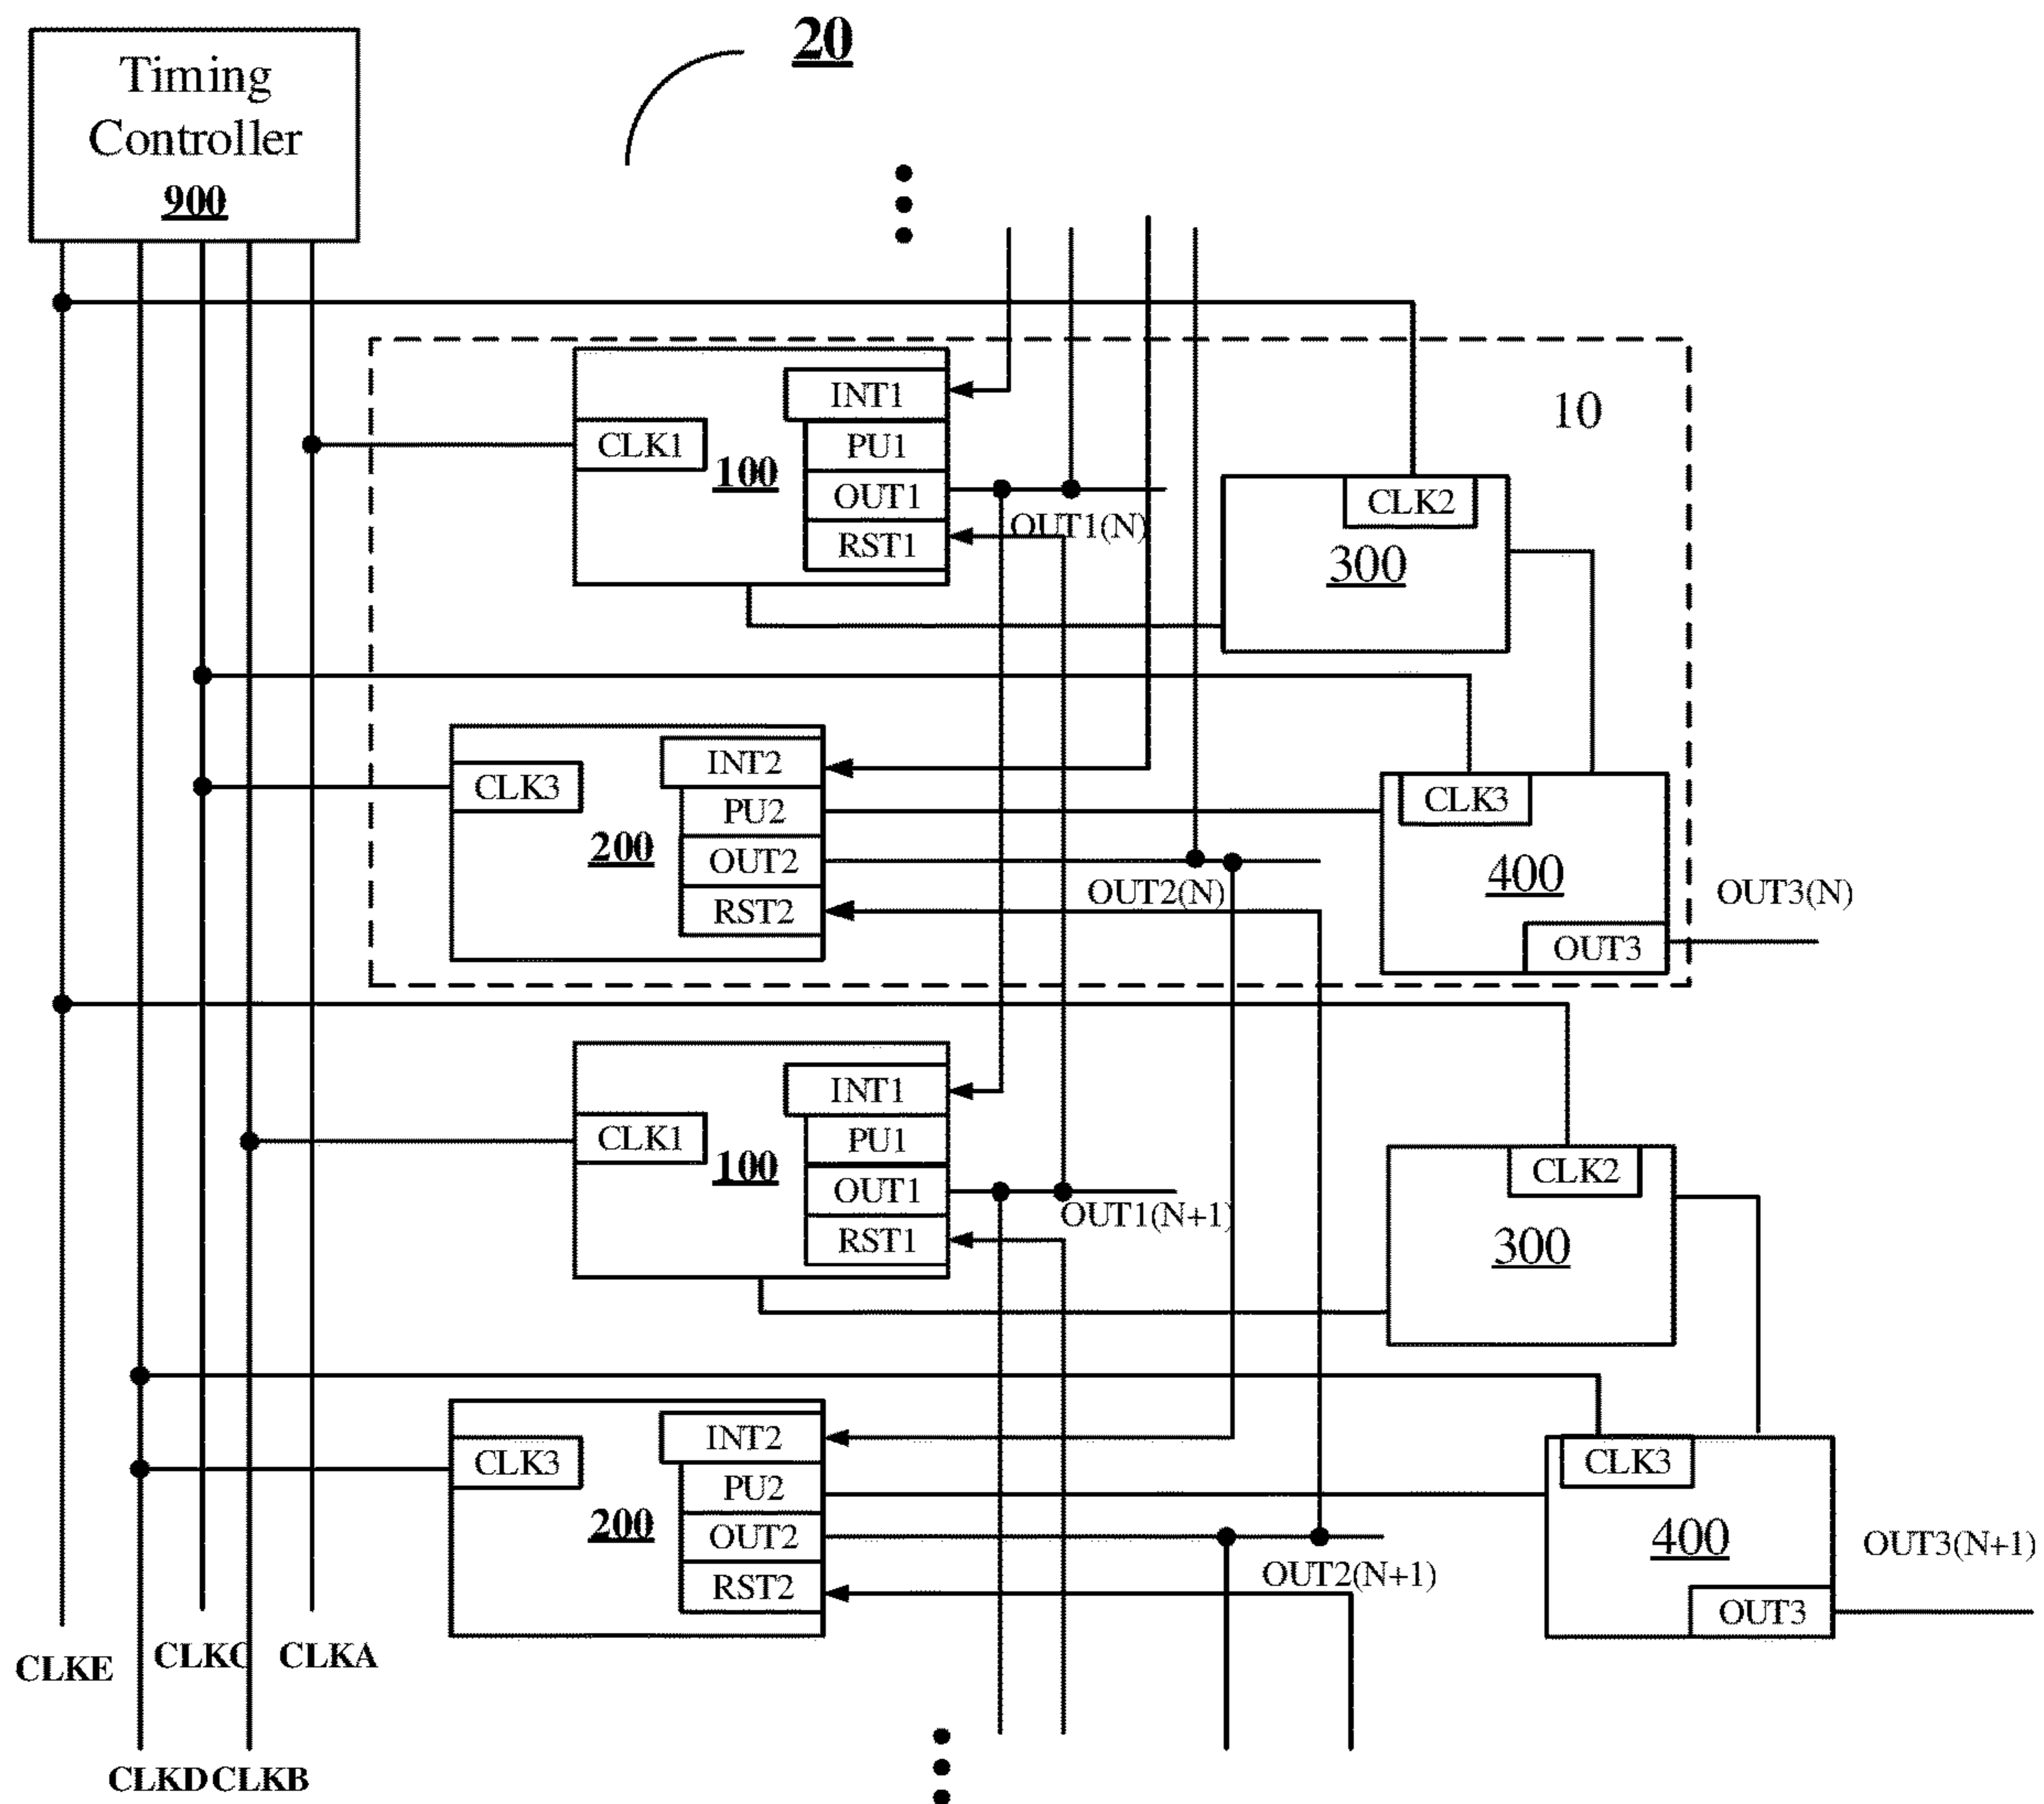 Timing
Controller
900
20
10
INT1
CLK1
PU1
100
OUT1
OUT1(N)
RST1
CLK2
300
INT2
CLK3
PU2
200
OUT2
OUT2(N)
RST2
CLK3
400
OUT3(N)
OUT3
INT1
CLK1
PU1
100
OUT1
OUT1(N+1)
RST1
CLK2
300
INT2
CLK3
PU2
200
OUT2
OUT2(N+1)
RST2
CLK3
400
OUT3(N+1)
OUT3
CLKE
CLKC
CLKA
CLKD
CLKB